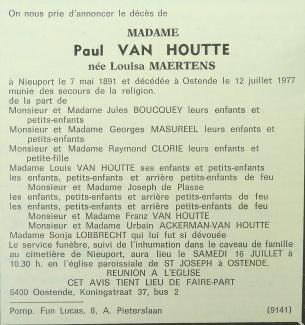 On nous prie d'annoncer le décès de
MADAME
Paul VAN HOUTTE
née Louisa MAERTENS
à Nieuport le 7 mai 1891 et décédée à Ostende le 12 juillet 1977
munie des secours de la religion.
de la part de
Monsieur et Madame Jules BOUCQUEY leurs enfants et
petits-enfants
Monsieur et Madame Georges MASUREEL leurs enfants et
petits-enfants
Monsieur et Madame Raymond CLORIE leurs enfants et
petite-fille
Madame Louis VAN HOUTTE ses enfants et petits-enfants
les enfants, petits-enfants et arrière petits-enfants de feu
Monsieur et Madame Joseph de Plasse
les enfants, petits-enfants et arrière petits-enfants de feu
les enfants, petits-enfants et arrière petits-enfants de feu
Monsieur et Madame Franz VAN HOUTTE
Monsieur et Madame Urbain ACKERMAN-VAN HOUTTE
Madame Sonja LOBBRECHT qui lui fut si dévouée
Le service funèbre, suivi de l'inhumation dans le caveau de famille
au cimetière de Nieuport, aura lieu le SAMEDI 16 JUILLET à
10.30 h. en l'église paroissiale de ST JOSEPH à OSTENDE.
REUNION A L'EGLISE
CET AVIS TIENT LIEU DE FAIRE-PART
8400 Oostende, Koningstraat 37, bus 2
Pomp. Fun Lucas, 8, A. Pieterslaan (9141)